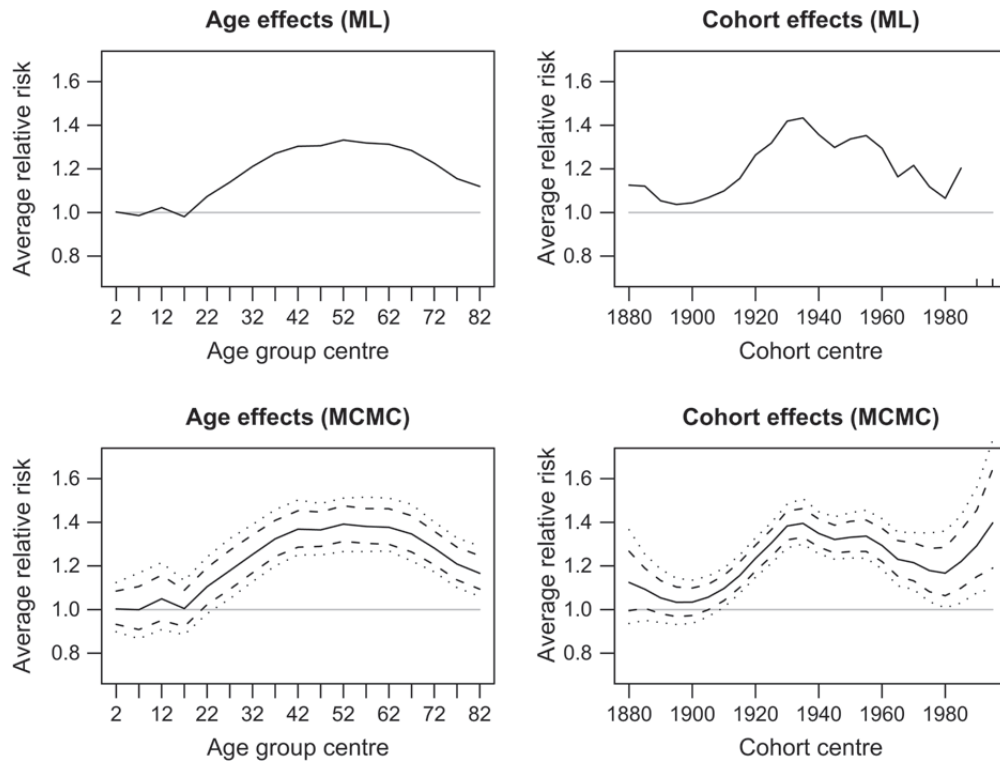 Age effects (ML)
Average relative risk
1.6
1.4
1.2
1.0
0.8
2 12 22 32 42 52 62 72 82
Age group centre
Cohort effects (ML)
Average relative risk
1.6
1.4
1.2
1.0
0.8
1880 1900 1920 1940 1960 1980
Cohort centre
Age effects (MCMC)
Average relative risk
1.6
1.4
1.2
1.0
0.8
2 12 22 32 42 52 62 72 82
Age group centre
Cohort effects (MCMC)
Average relative risk
1.6
1.4
1.2
1.0
0.8
1880 1900 1920 1940 1960 1980
Cohort centre